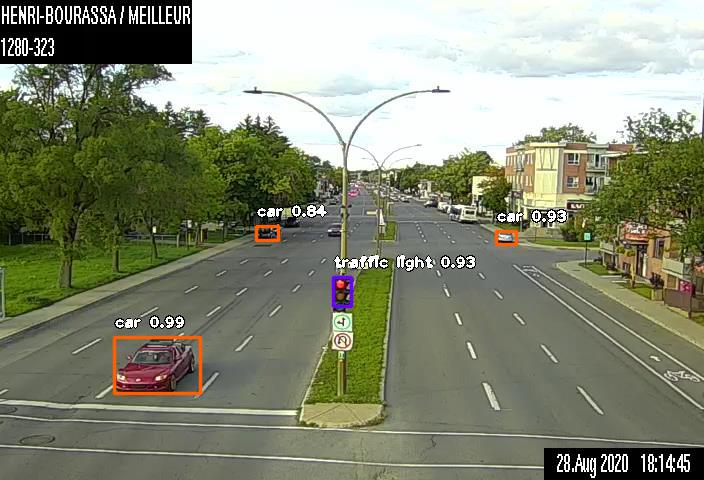 HENRI-BOURASSA / MEILLEUR
1280-323
car 0.84
car 0.93
traffic light 0.93
car 0.99
28.Aug 2020 18:14:45